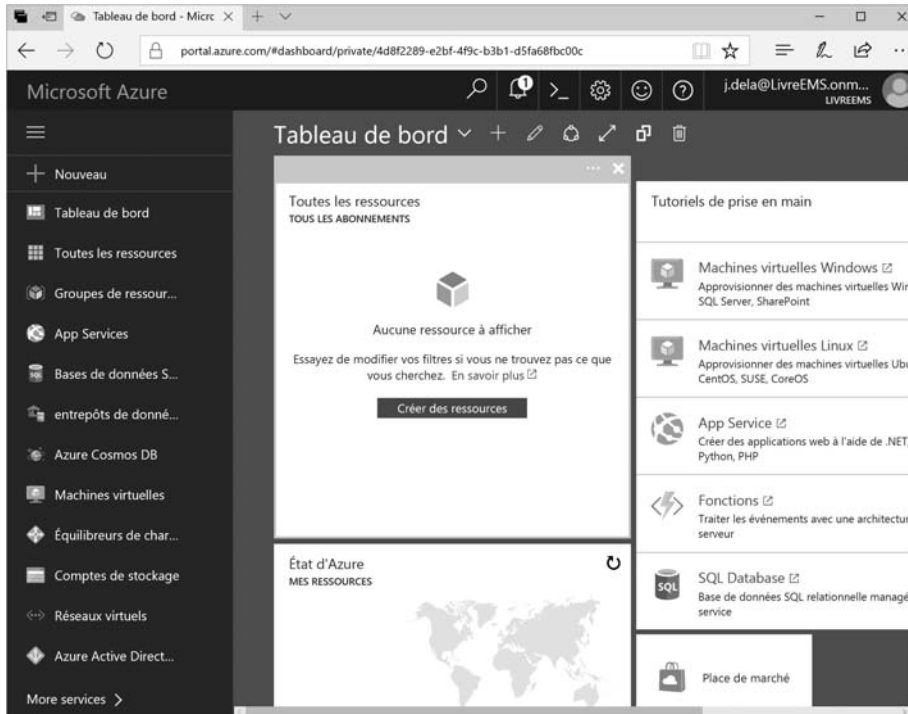 Tableau de bord - Micrc
portal.azure.com/#dashboard/private/4d8f2289-e2bf-4f9c-b3b1-d5fa68fbc00c
Microsoft Azure
1
j.dela@LivreEMS.onm...
LIVREEMS
Tableau de bord
Nouveau
Tableau de bord
Toutes les ressources
Groupes de ressour...
App Services
Bases de données S...
entrepôts de donné...
Azure Cosmos DB
Machines virtuelles
Équilibreurs de char...
Comptes de stockage
Réseaux virtuels
Azure Active Direct...
More services
Toutes les ressources
TOUS LES ABONNEMENTS
Aucune ressource à afficher
Essayez de modifier vos filtres si vous ne trouvez pas ce que
vous cherchez. En savoir plus
Créer des ressources
État d'Azure
MES RESSOURCES
Tutoriels de prise en main
Machines virtuelles Windows
Approvisionner des machines virtuelles Win
SQL Server, SharePoint
Machines virtuelles Linux
Approvisionner des machines virtuelles Ubu
CentOS, SUSE, CoreOS
App Service
Créer des applications web à l'aide de .NET,
Python, PHP
Fonctions
Traiter les événements avec une architectur
serveur
SQL
SQL Database
Base de données SQL relationnelle managé
service
Place de marché